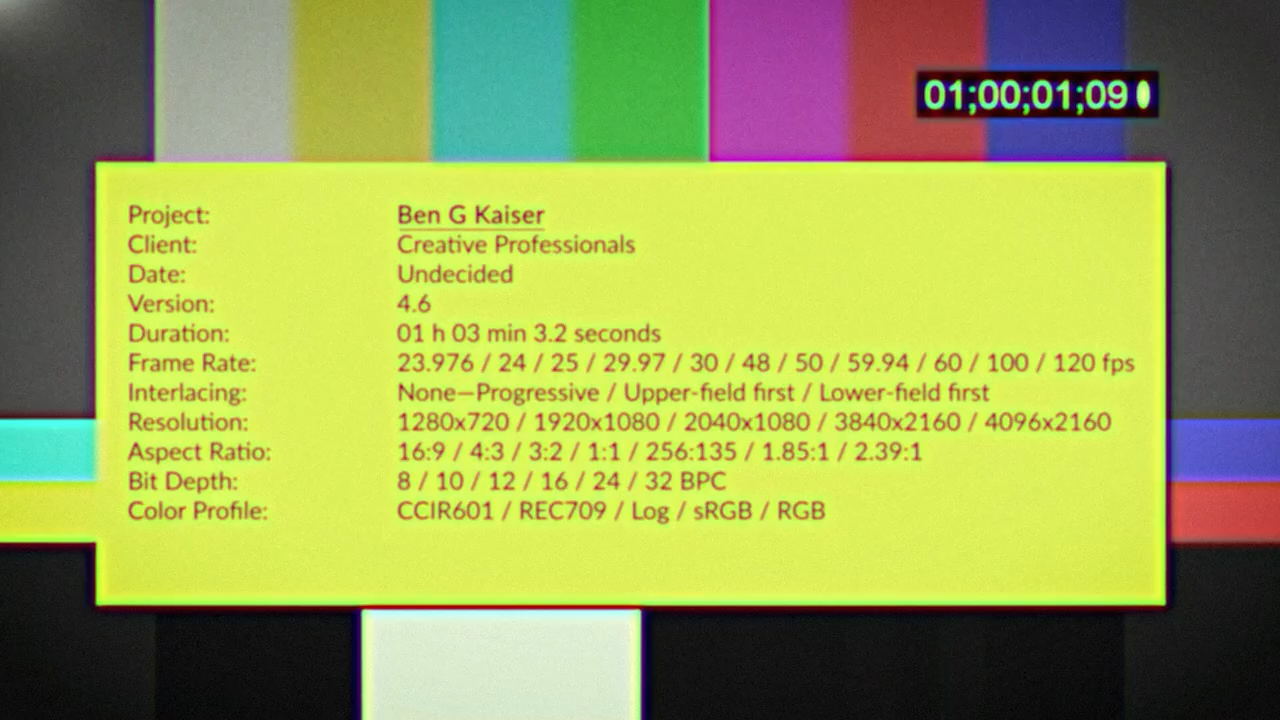 01;00;01;09
Project: Ben G Kaiser
Client: Creative Professionals
Date: Undecided
Version: 4.6
Duration: 01 h 03 min 3.2 seconds
Frame Rate: 23.976 / 24 / 25 / 29.97 / 30 / 48 / 50 / 59.94 / 60 / 100 / 120 fps
Interlacing: None—Progressive / Upper-field first / Lower-field first
Resolution: 1280x720 / 1920x1080 / 2040x1080 / 3840x2160 / 4096x2160
Aspect Ratio: 16:9 / 4:3 / 3:2 / 1:1 / 256:135 / 1.85:1 / 2.39:1
Bit Depth: 8 / 10 / 12 / 16 / 24 / 32 BPC
Color Profile: CCIR601 / REC709 / Log / sRGB / RGB